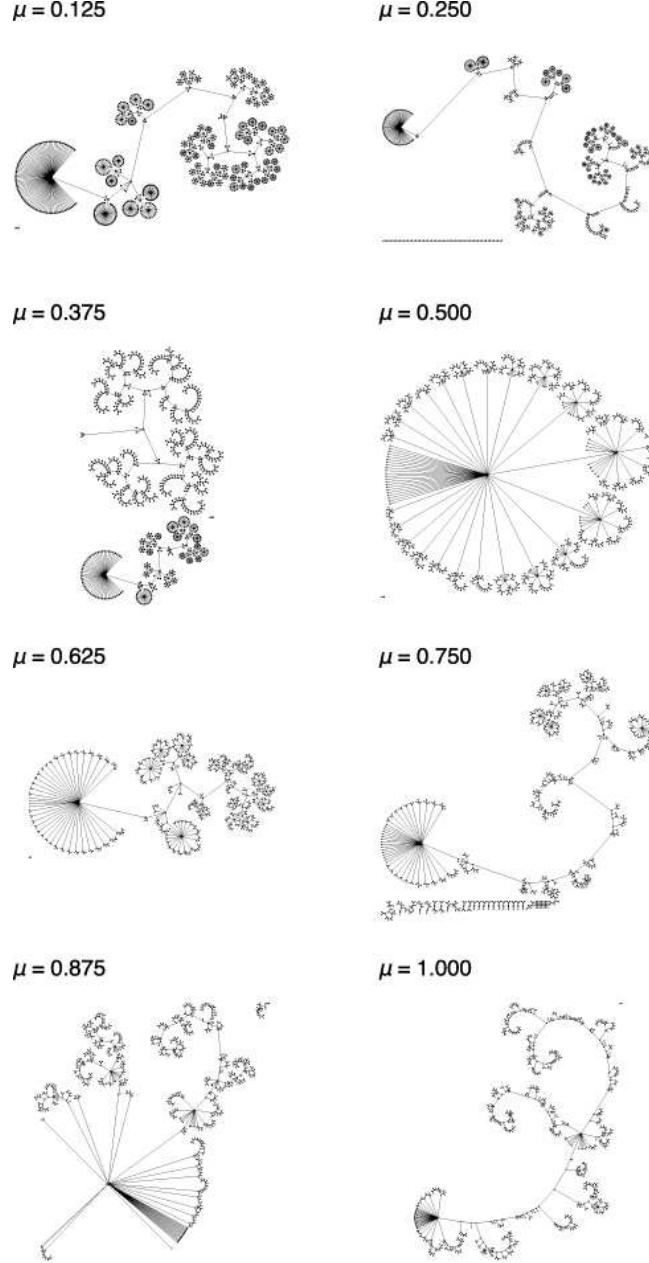 μ = 0.125
μ = 0.250
μ = 0.375
μ = 0.500
μ = 0.625
μ = 0.750
μ = 0.875
μ = 1.000